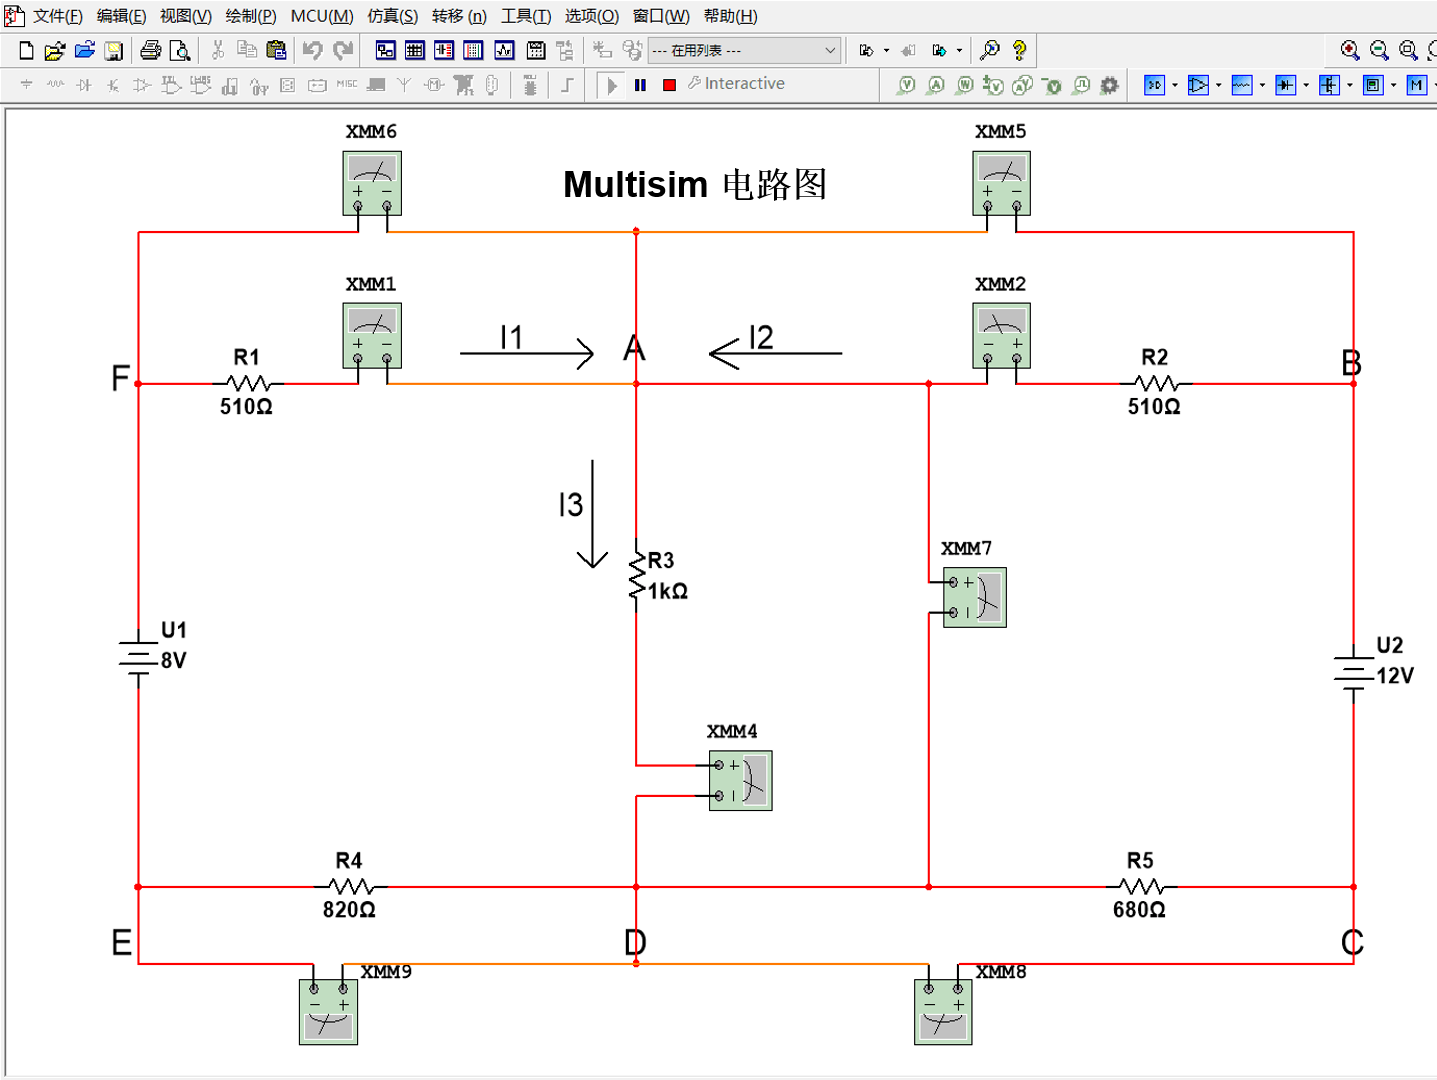 文件(F) 编辑(E) 视图(V) 绘制(P) MCU(M) 仿真(S) 转移 (n) 工具(T) 选项(O) 窗口(W) 帮助(H)
--- 在用列表 ---
MISC Interactive
XMM6 XMM5
Multisim 电路图
XMM1 XMM2
I1 A I2
F R1 R2 B
510Ω 510Ω
I3
XMM7
R3
1kΩ
U1
8V
U2
12V
XMM4
R4 R5
820Ω 680Ω
E D C
XMM9 XMM8